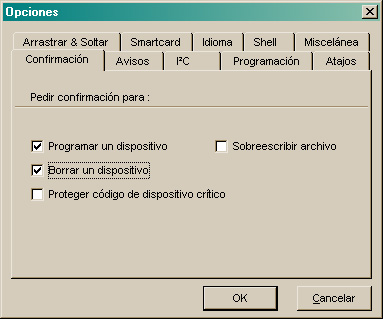 Opciones
Arrastrar & Soltar Smartcard Idioma Shell Miscelánea
Confirmación Avisos I²C Programación Atajos
Pedir confirmación para :
Programar un dispositivo Sobreescribir archivo
Borrar un dispositivo
Proteger código de dispositivo crítico
OK Cancelar